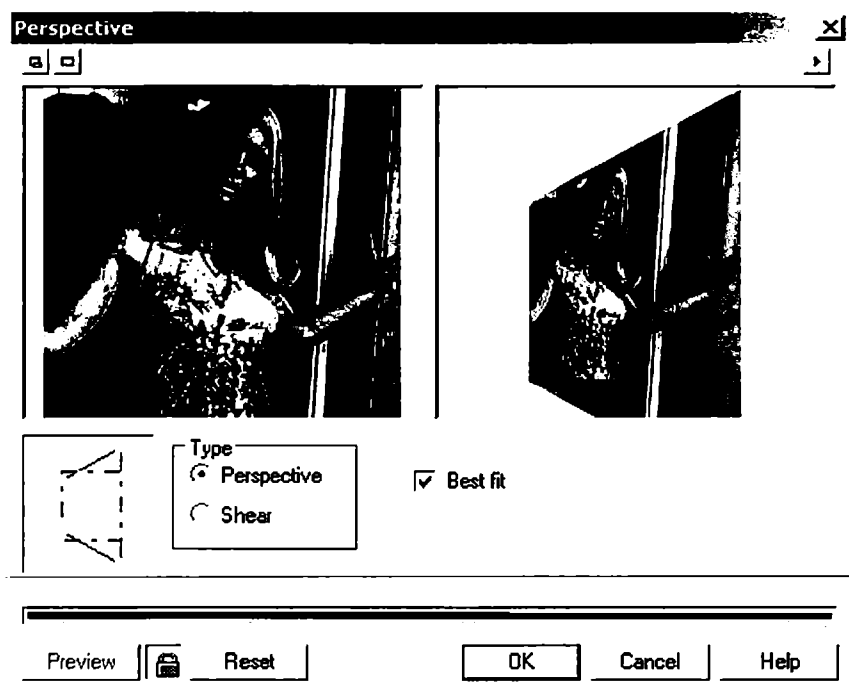 Perspective
Type
Perspective
Best fit
Shear
Preview
Reset
OK
Cancel
Help